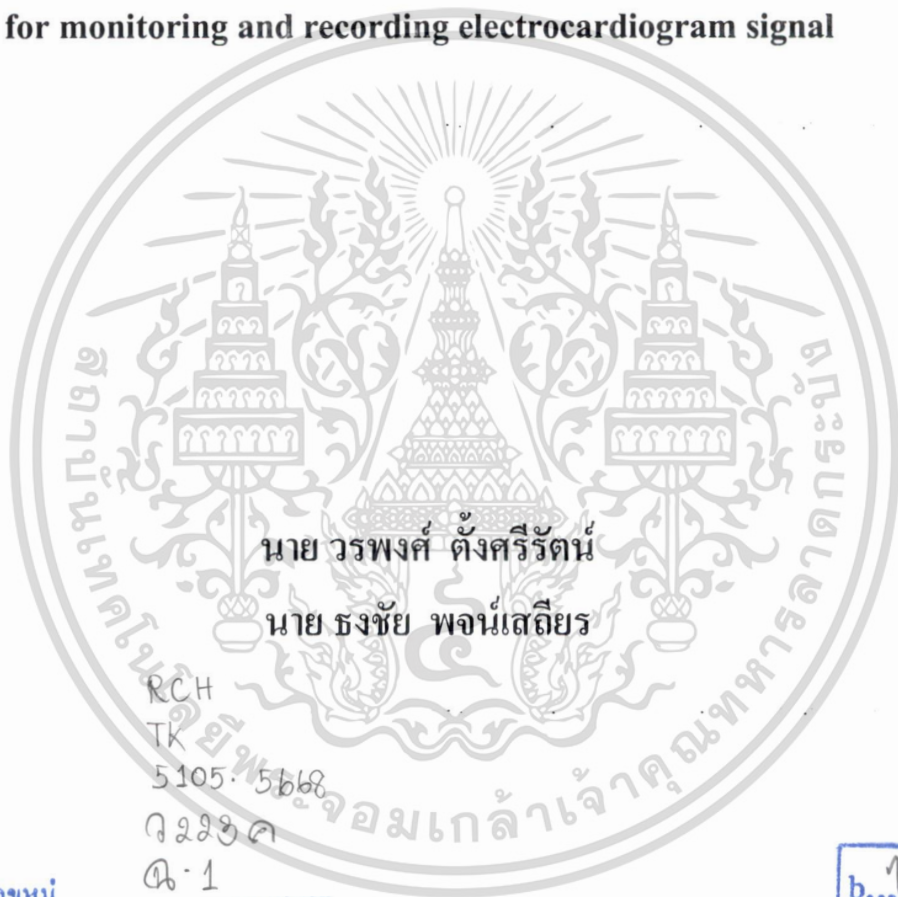 for monitoring and recording electrocardiogram signal
นาย วรพงศ์ ตั้งศรีรัตน์
นาย ธงชัย พจน์เสถียร
สถาบันเทคโนโลยีพระจอมเกล้าเจ้าคุณทหารลาดกระบัง
RCH
TK
5105.5668
ฉ.1
b...